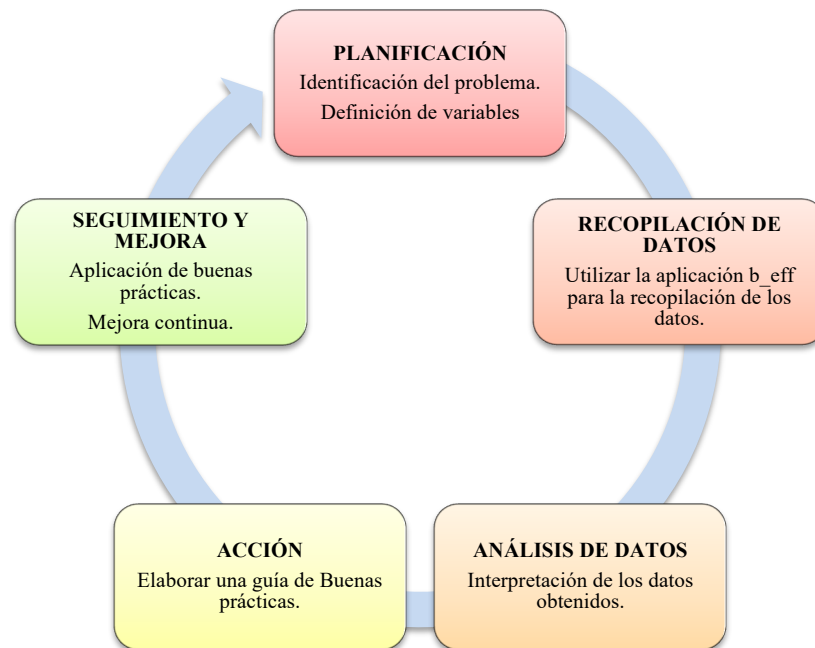 PLANIFICACIÓN
Identificación del problema.
Definición de variables
RECOPILACIÓN DE
DATOS
Utilizar la aplicación b_eff
para la recopilación de los
datos.
ANÁLISIS DE DATOS
Interpretación de los datos
obtenidos.
ACCIÓN
Elaborar una guía de Buenas
prácticas.
SEGUIMIENTO Y
MEJORA
Aplicación de buenas
prácticas.
Mejora continua.